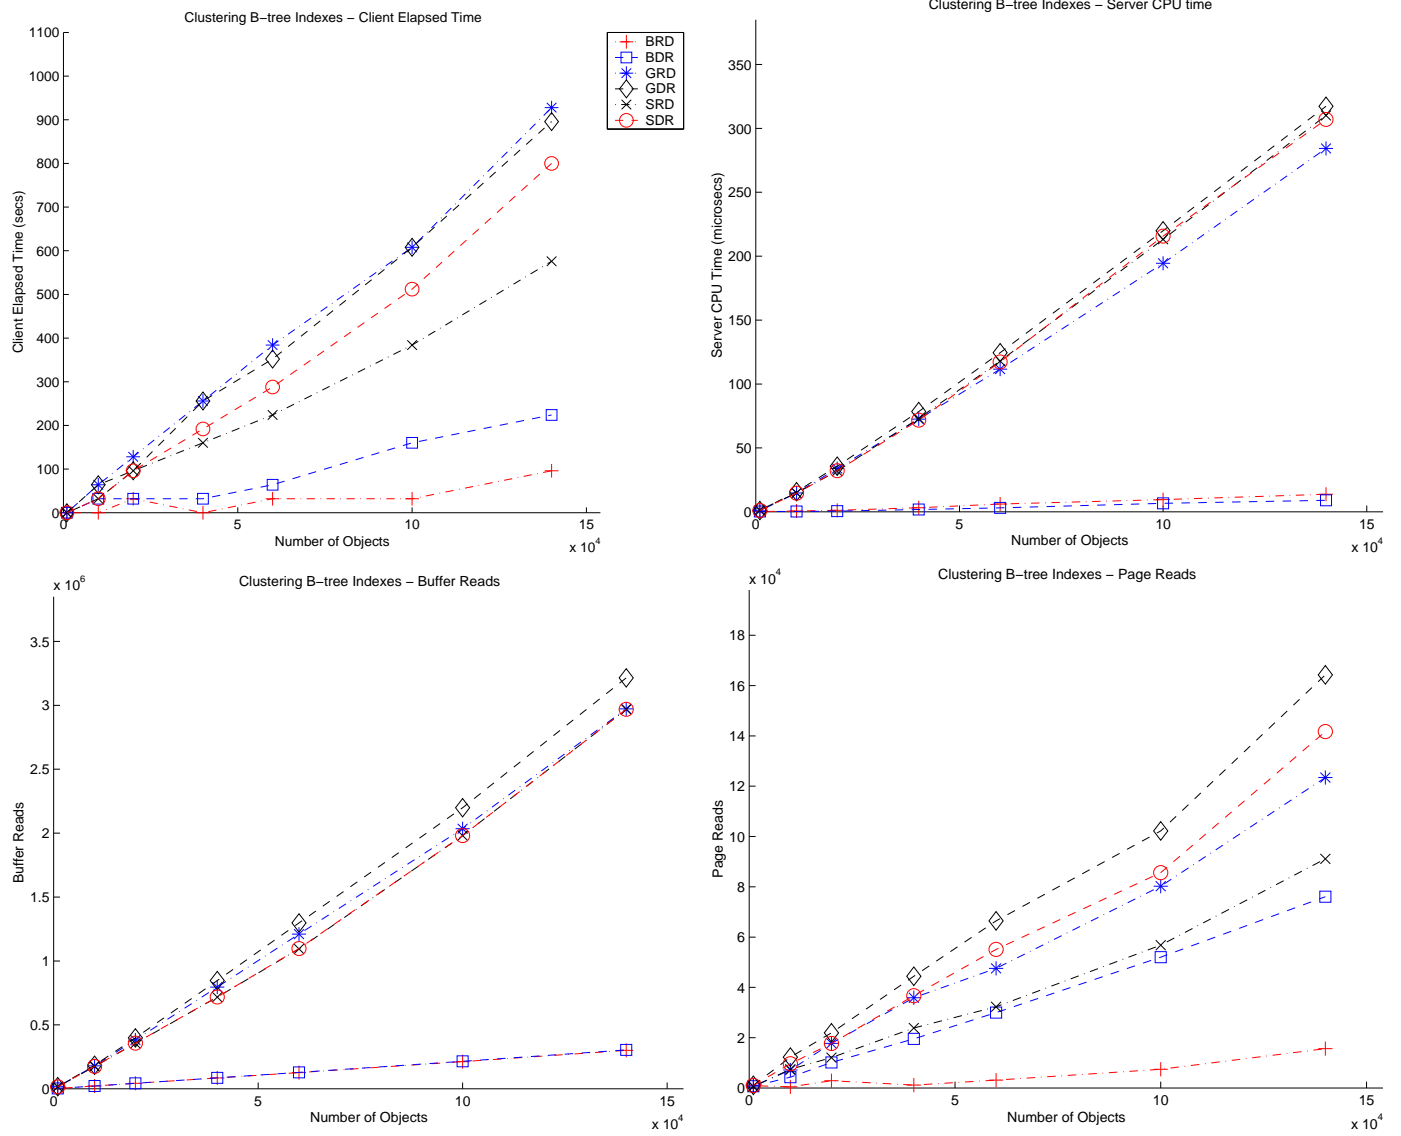 Clustering B−tree Indexes − Client Elapsed Time
1100
1000
900
800
700
600
500
400
300
200
100
0
Client Elapsed Time (secs)
0
5
10
15
Number of Objects
x 10^4
BRD
BDR
GRD
GDR
SRD
SDR
Clustering B−tree Indexes − Server CPU time
350
300
250
200
150
100
50
0
Server CPU Time (microsecs)
0
5
10
15
Number of Objects
x 10^4
Clustering B−tree Indexes − Buffer Reads
x 10^6
3.5
3
2.5
2
1.5
1
0.5
0
Buffer Reads
0
5
10
15
Number of Objects
x 10^4
Clustering B−tree Indexes − Page Reads
x 10^4
18
16
14
12
10
8
6
4
2
0
Page Reads
0
5
10
15
Number of Objects
x 10^4